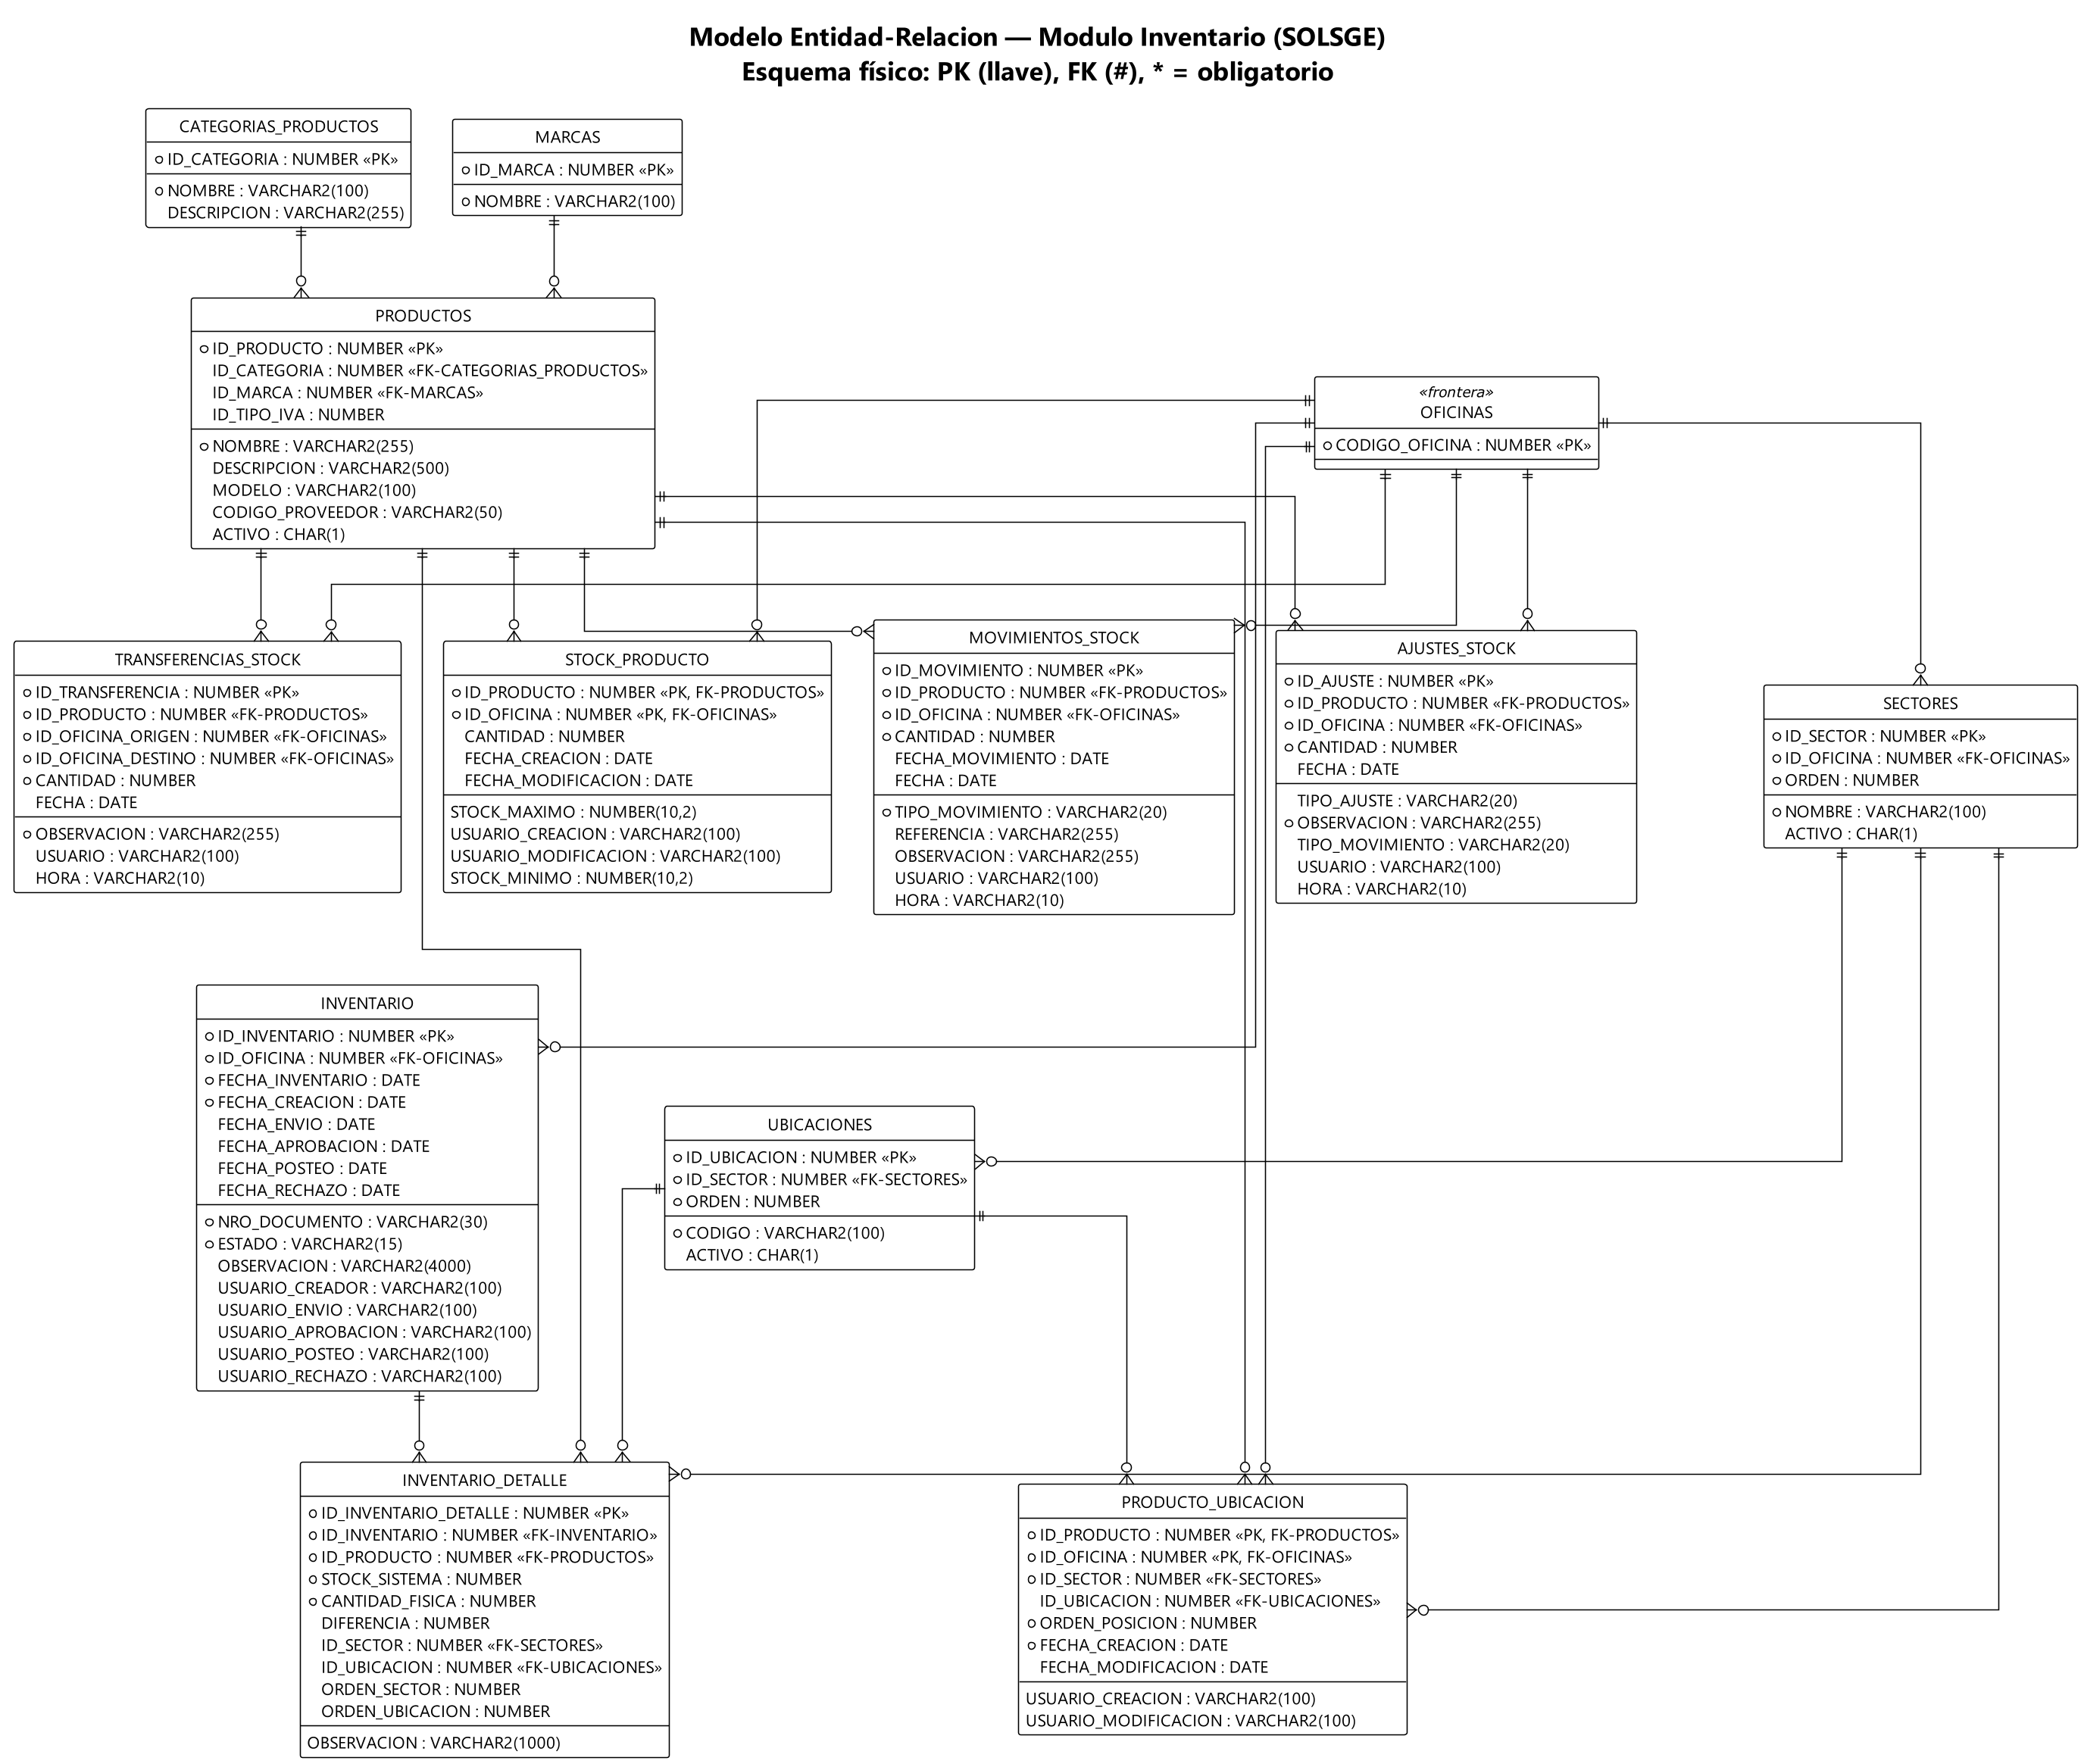 Modelo Entidad-Relacion — Modulo Inventario (SOLSGE)
Esquema físico: PK (llave), FK (#), * = obligatorio
CATEGORIAS_PRODUCTOS
ID_CATEGORIA : NUMBER «PK»
NOMBRE : VARCHAR2(100)
DESCRIPCION : VARCHAR2(255)
MARCAS
ID_MARCA : NUMBER «PK»
NOMBRE : VARCHAR2(100)
PRODUCTOS
ID_PRODUCTO : NUMBER «PK»
ID_CATEGORIA : NUMBER «FK-CATEGORIAS_PRODUCTOS»
ID_MARCA : NUMBER «FK-MARCAS»
ID_TIPO_IVA : NUMBER
NOMBRE : VARCHAR2(255)
DESCRIPCION : VARCHAR2(500)
MODELO : VARCHAR2(100)
CODIGO_PROVEEDOR : VARCHAR2(50)
ACTIVO : CHAR(1)
«frontera»
OFICINAS
CODIGO_OFICINA : NUMBER «PK»
TRANSFERENCIAS_STOCK
ID_TRANSFERENCIA : NUMBER «PK»
ID_PRODUCTO : NUMBER «FK-PRODUCTOS»
ID_OFICINA_ORIGEN : NUMBER «FK-OFICINAS»
ID_OFICINA_DESTINO : NUMBER «FK-OFICINAS»
CANTIDAD : NUMBER
FECHA : DATE
OBSERVACION : VARCHAR2(255)
USUARIO : VARCHAR2(100)
HORA : VARCHAR2(10)
STOCK_PRODUCTO
ID_PRODUCTO : NUMBER «PK, FK-PRODUCTOS»
ID_OFICINA : NUMBER «PK, FK-OFICINAS»
CANTIDAD : NUMBER
FECHA_CREACION : DATE
FECHA_MODIFICACION : DATE
STOCK_MAXIMO : NUMBER(10,2)
USUARIO_CREACION : VARCHAR2(100)
USUARIO_MODIFICACION : VARCHAR2(100)
STOCK_MINIMO : NUMBER(10,2)
MOVIMIENTOS_STOCK
ID_MOVIMIENTO : NUMBER «PK»
ID_PRODUCTO : NUMBER «FK-PRODUCTOS»
ID_OFICINA : NUMBER «FK-OFICINAS»
CANTIDAD : NUMBER
FECHA_MOVIMIENTO : DATE
FECHA : DATE
TIPO_MOVIMIENTO : VARCHAR2(20)
REFERENCIA : VARCHAR2(255)
OBSERVACION : VARCHAR2(255)
USUARIO : VARCHAR2(100)
HORA : VARCHAR2(10)
AJUSTES_STOCK
ID_AJUSTE : NUMBER «PK»
ID_PRODUCTO : NUMBER «FK-PRODUCTOS»
ID_OFICINA : NUMBER «FK-OFICINAS»
CANTIDAD : NUMBER
FECHA : DATE
TIPO_AJUSTE : VARCHAR2(20)
OBSERVACION : VARCHAR2(255)
TIPO_MOVIMIENTO : VARCHAR2(20)
USUARIO : VARCHAR2(100)
HORA : VARCHAR2(10)
SECTORES
ID_SECTOR : NUMBER «PK»
ID_OFICINA : NUMBER «FK-OFICINAS»
ORDEN : NUMBER
NOMBRE : VARCHAR2(100)
ACTIVO : CHAR(1)
INVENTARIO
ID_INVENTARIO : NUMBER «PK»
ID_OFICINA : NUMBER «FK-OFICINAS»
FECHA_INVENTARIO : DATE
FECHA_CREACION : DATE
FECHA_ENVIO : DATE
FECHA_APROBACION : DATE
FECHA_POSTEO : DATE
FECHA_RECHAZO : DATE
NRO_DOCUMENTO : VARCHAR2(30)
ESTADO : VARCHAR2(15)
OBSERVACION : VARCHAR2(4000)
USUARIO_CREADOR : VARCHAR2(100)
USUARIO_ENVIO : VARCHAR2(100)
USUARIO_APROBACION : VARCHAR2(100)
USUARIO_POSTEO : VARCHAR2(100)
USUARIO_RECHAZO : VARCHAR2(100)
UBICACIONES
ID_UBICACION : NUMBER «PK»
ID_SECTOR : NUMBER «FK-SECTORES»
ORDEN : NUMBER
CODIGO : VARCHAR2(100)
ACTIVO : CHAR(1)
INVENTARIO_DETALLE
ID_INVENTARIO_DETALLE : NUMBER «PK»
ID_INVENTARIO : NUMBER «FK-INVENTARIO»
ID_PRODUCTO : NUMBER «FK-PRODUCTOS»
STOCK_SISTEMA : NUMBER
CANTIDAD_FISICA : NUMBER
DIFERENCIA : NUMBER
ID_SECTOR : NUMBER «FK-SECTORES»
ID_UBICACION : NUMBER «FK-UBICACIONES»
ORDEN_SECTOR : NUMBER
ORDEN_UBICACION : NUMBER
OBSERVACION : VARCHAR2(1000)
PRODUCTO_UBICACION
ID_PRODUCTO : NUMBER «PK, FK-PRODUCTOS»
ID_OFICINA : NUMBER «PK, FK-OFICINAS»
ID_SECTOR : NUMBER «FK-SECTORES»
ID_UBICACION : NUMBER «FK-UBICACIONES»
ORDEN_POSICION : NUMBER
FECHA_CREACION : DATE
FECHA_MODIFICACION : DATE
USUARIO_CREACION : VARCHAR2(100)
USUARIO_MODIFICACION : VARCHAR2(100)